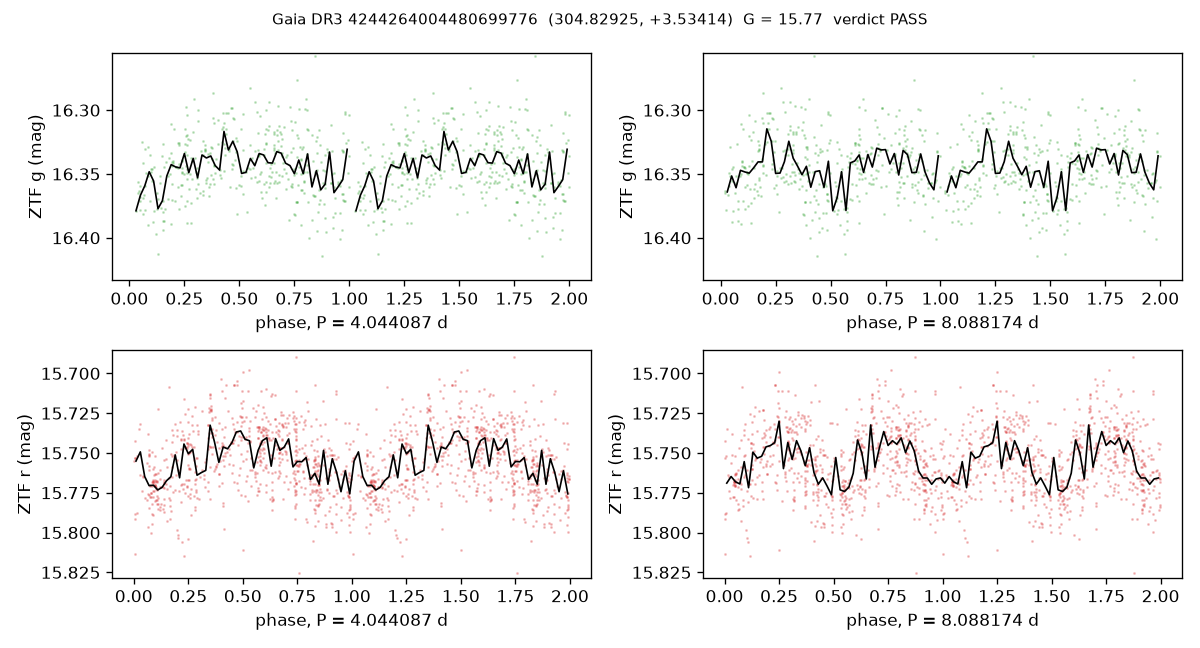 Gaia DR3 4244264004480699776  (304.82925, +3.53414)  G = 15.77  verdict PASS
ZTF g (mag)
16.30
16.35
16.40
0.00 0.25 0.50 0.75 1.00 1.25 1.50 1.75 2.00
phase, P = 4.044087 d
ZTF g (mag)
16.30
16.35
16.40
0.00 0.25 0.50 0.75 1.00 1.25 1.50 1.75 2.00
phase, P = 8.088174 d
ZTF r (mag)
15.700
15.725
15.750
15.775
15.800
15.825
0.00 0.25 0.50 0.75 1.00 1.25 1.50 1.75 2.00
phase, P = 4.044087 d
ZTF r (mag)
15.700
15.725
15.750
15.775
15.800
15.825
0.00 0.25 0.50 0.75 1.00 1.25 1.50 1.75 2.00
phase, P = 8.088174 d